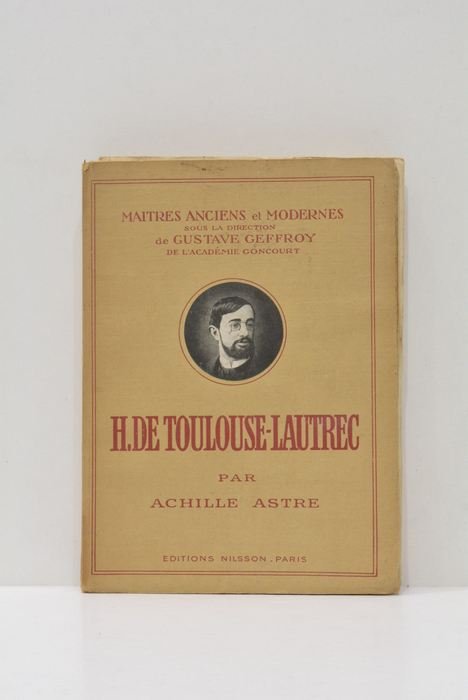 MAITRES ANCIENS et MODERNES
SOUS LA DIRECTION
de GUSTAVE GEFFROY
DE L'ACADÉMIE GONCOURT
H. DE TOULOUSE-LAUTREC
PAR
ACHILLE ASTRE
EDITIONS NILSSON. PARIS